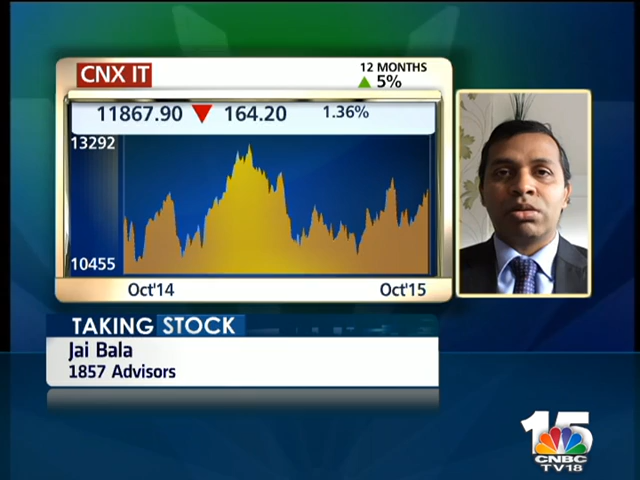 CNX IT
12 MONTHS
5%
11867.90 164.20 1.36%
13292
10455
Oct'14 Oct'15
TAKING STOCK
Jai Bala
1857 Advisors
15
CNBC
TV18